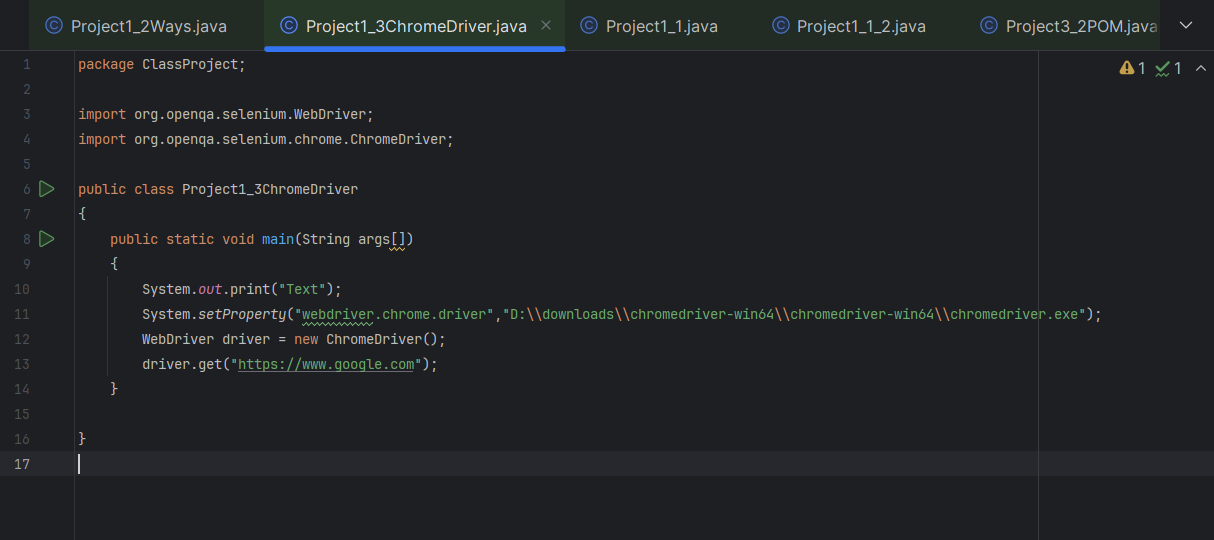 Project1_2Ways.java Project1_3ChromeDriver.java Project1_1.java Project1_1_2.java Project3_2POM.java
1 package ClassProject; 1 1
2
3 import org.openqa.selenium.WebDriver;
4 import org.openqa.selenium.chrome.ChromeDriver;
5
6 public class Project1_3ChromeDriver
7 {
8 public static void main(String args[])
9 {
10 System.out.print("Text");
11 System.setProperty("webdriver.chrome.driver","D:\\downloads\\chromedriver-win64\\chromedriver-win64\\chromedriver.exe");
12 WebDriver driver = new ChromeDriver();
13 driver.get("https://www.google.com");
14 }
15
16 }
17